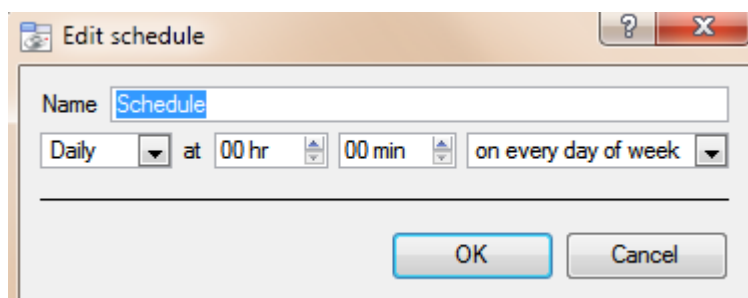 Edit schedule
Name Schedule
Daily at 00 hr 00 min on every day of week
OK Cancel